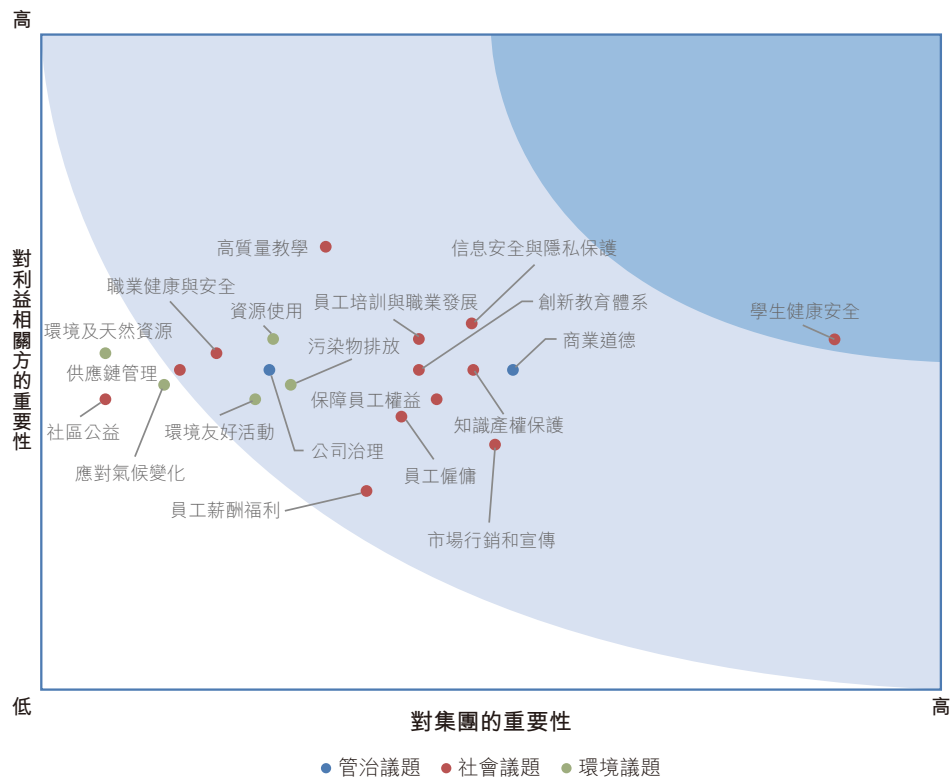 高
高質量教學
信息安全與隱私保護
職業健康與安全
資源使用
員工培訓與職業發展
創新教育體系
學生健康安全
環境及天然資源
污染物排放
商業道德
供應鏈管理
保障員工權益
社區公益
環境友好活動
知識產權保護
公司治理
應對氣候變化
員工僱傭
員工薪酬福利
市場行銷和宣傳
對利益相關方的重要性
低
對集團的重要性
高
管治議題
社會議題
環境議題